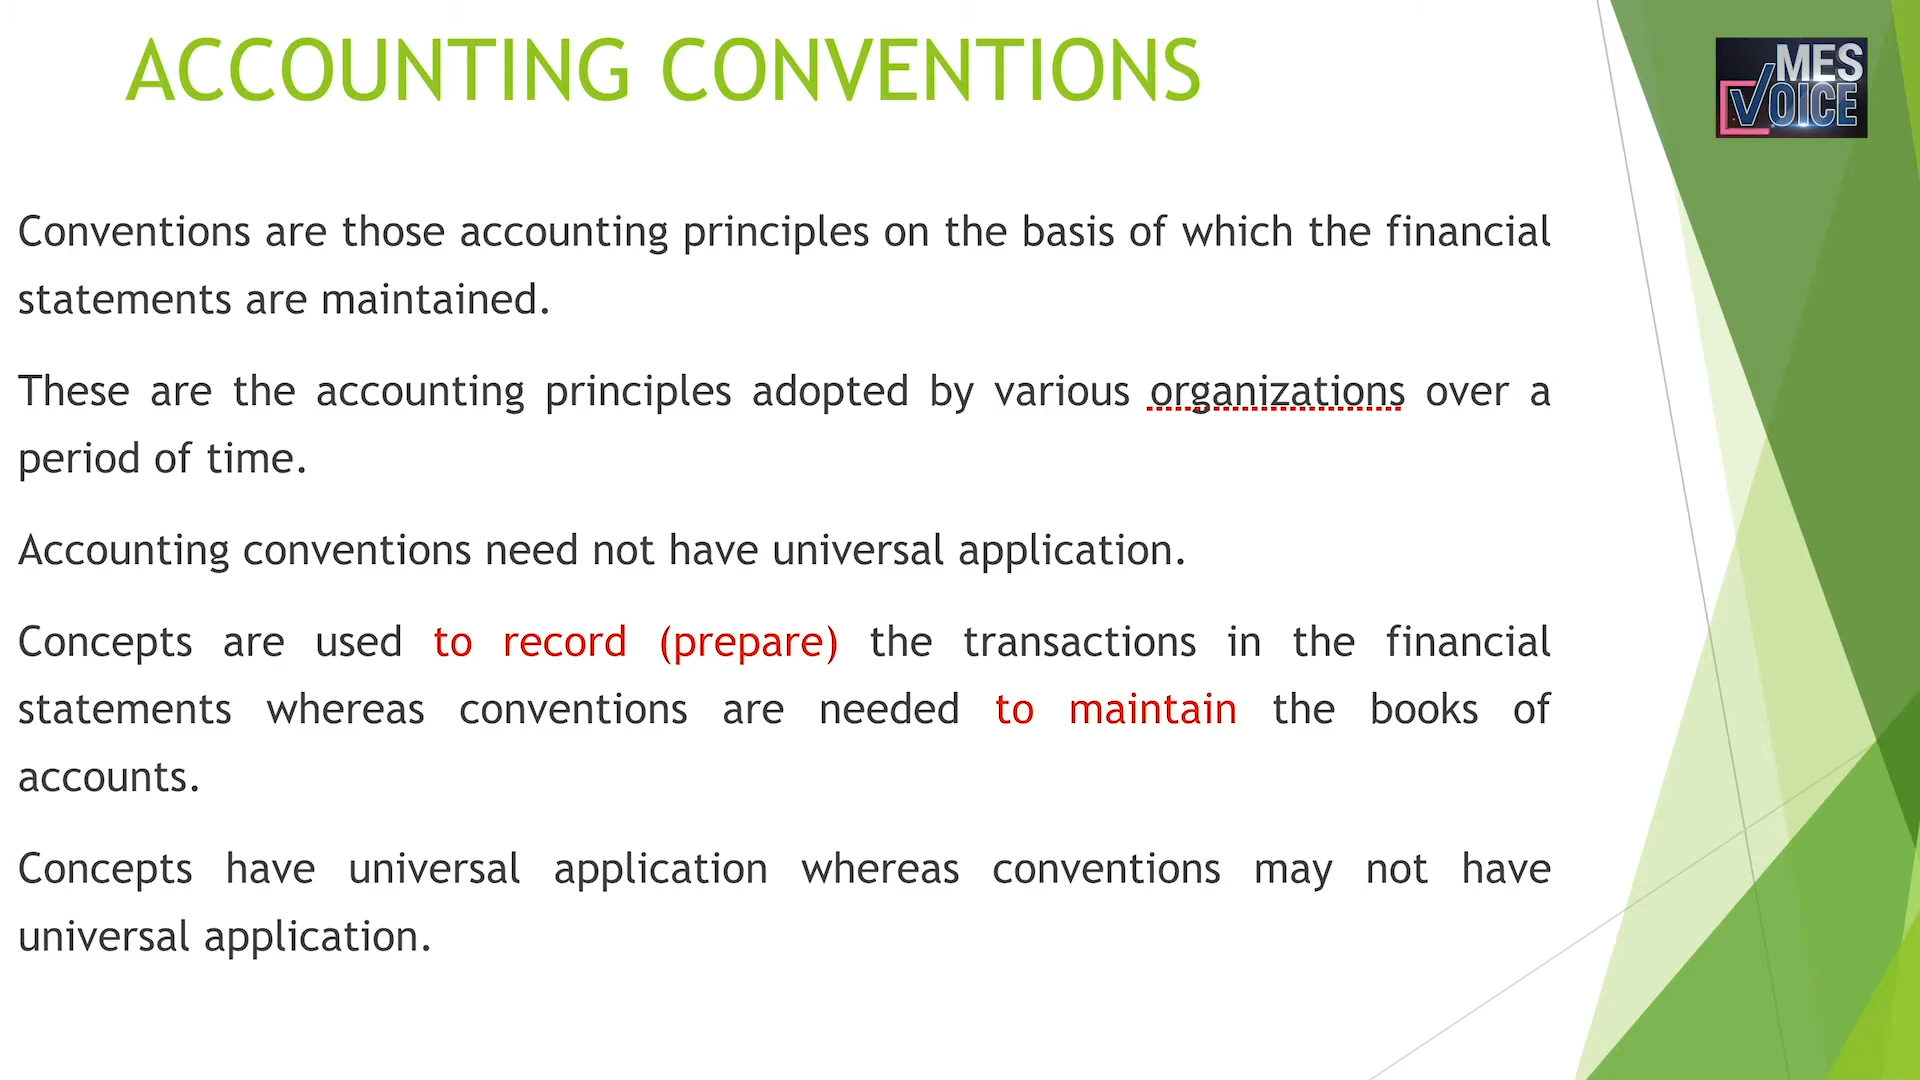 ACCOUNTING CONVENTIONS
MES
VOICE
Conventions are those accounting principles on the basis of which the financial
statements are maintained.
These are the accounting principles adopted by various organizations over a
period of time.
Accounting conventions need not have universal application.
Concepts are used to record (prepare) the transactions in the financial
statements whereas conventions are needed to maintain the books of
accounts.
Concepts have universal application whereas conventions may not have
universal application.